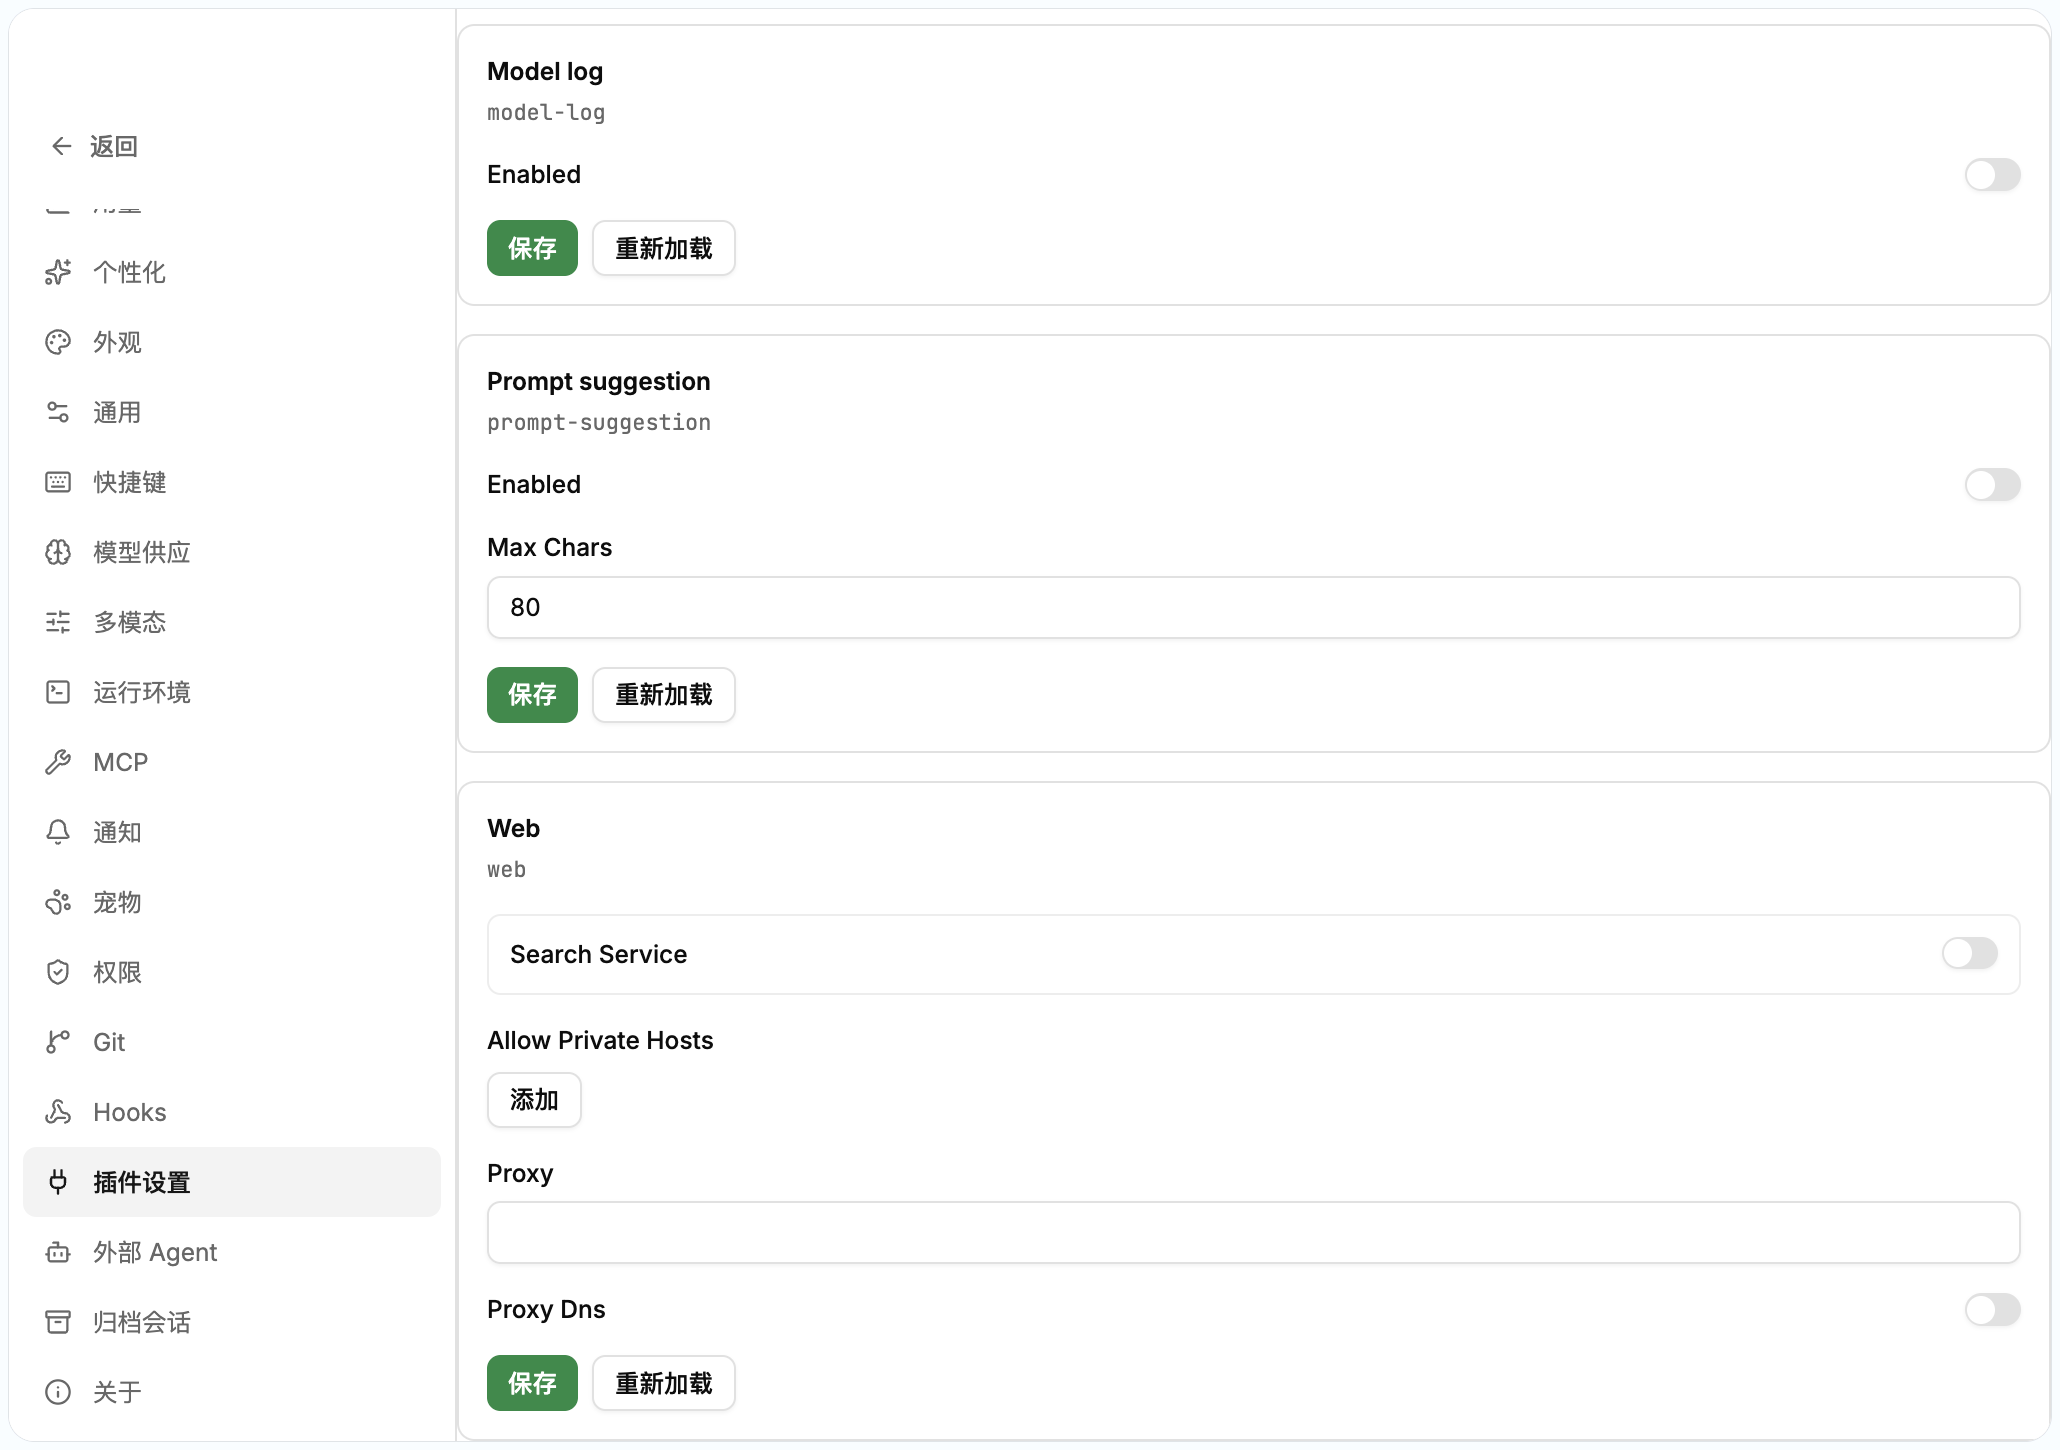 返回
个性化
外观
通用
快捷键
模型供应
多模态
运行环境
MCP
通知
宠物
权限
Git
Hooks
插件设置
外部 Agent
归档会话
关于
Model log
model-log
Enabled
保存 重新加载
Prompt suggestion
prompt-suggestion
Enabled
Max Chars
80
保存 重新加载
Web
web
Search Service
Allow Private Hosts
添加
Proxy
Proxy Dns
保存 重新加载